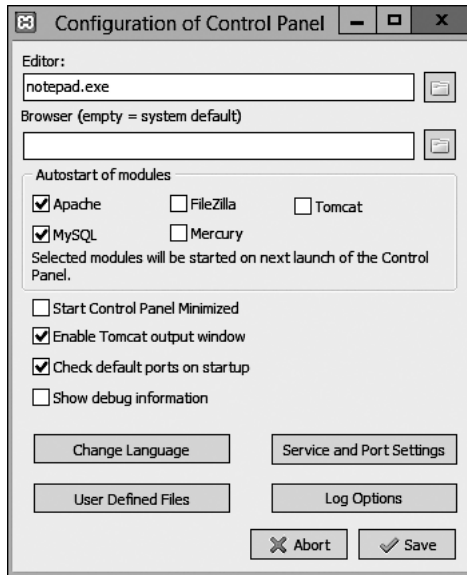 Configuration of Control Panel
Editor:
notepad.exe
Browser (empty = system default)
Autostart of modules
Apache FileZilla Tomcat
MySQL Mercury
Selected modules will be started on next launch of the Control
Panel.
Start Control Panel Minimized
Enable Tomcat output window
Check default ports on startup
Show debug information
Change Language Service and Port Settings
User Defined Files Log Options
Abort Save